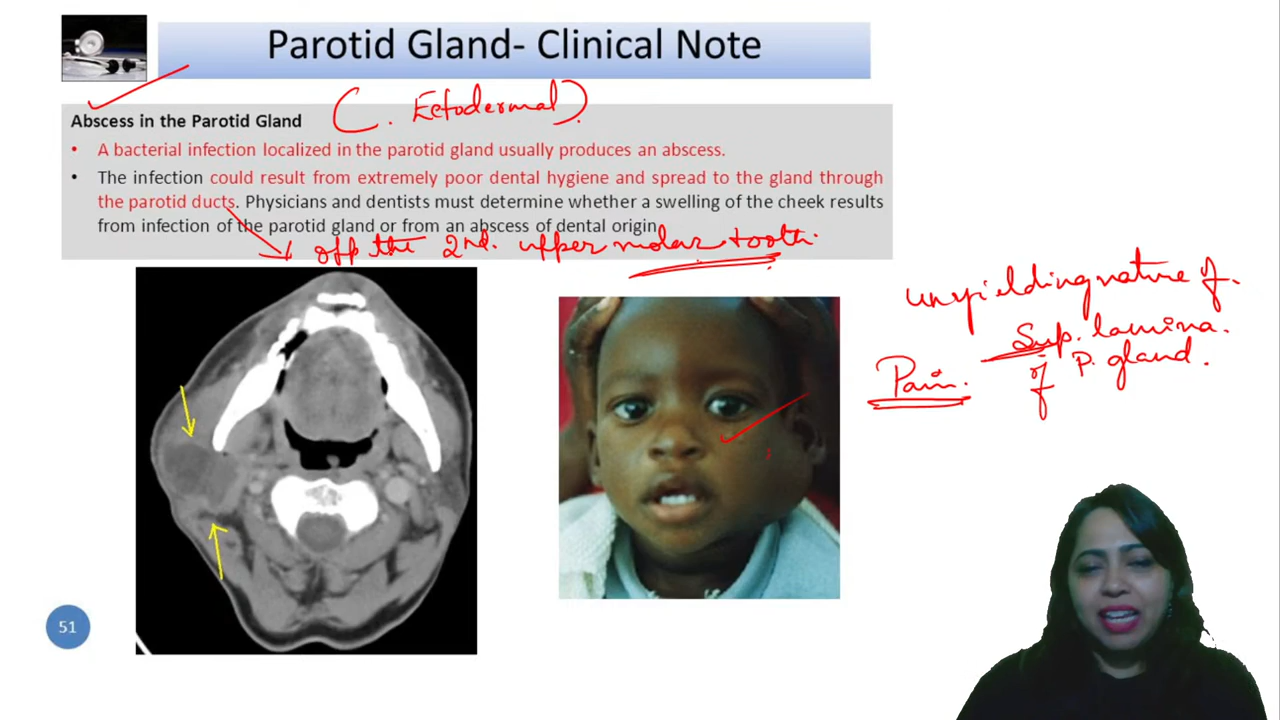 Parotid Gland- Clinical Note
Abscess in the Parotid Gland
(. Ectodermal)
• A bacterial infection localized in the parotid gland usually produces an abscess.
• The infection could result from extremely poor dental hygiene and spread to the gland through
the parotid ducts. Physicians and dentists must determine whether a swelling of the cheek results
from infection of the parotid gland or from an abscess of dental origin
opp the 2nd. upper molar tooth.
unyielding nature of
Sup. lamina.
of P. gland.
Pain.
51